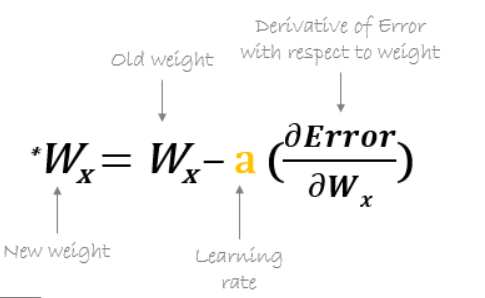 Derivative of Error
with respect to weight
Old weight
*Wₓ = Wₓ - a (∂Error / ∂Wₓ)
New weight
Learning
rate